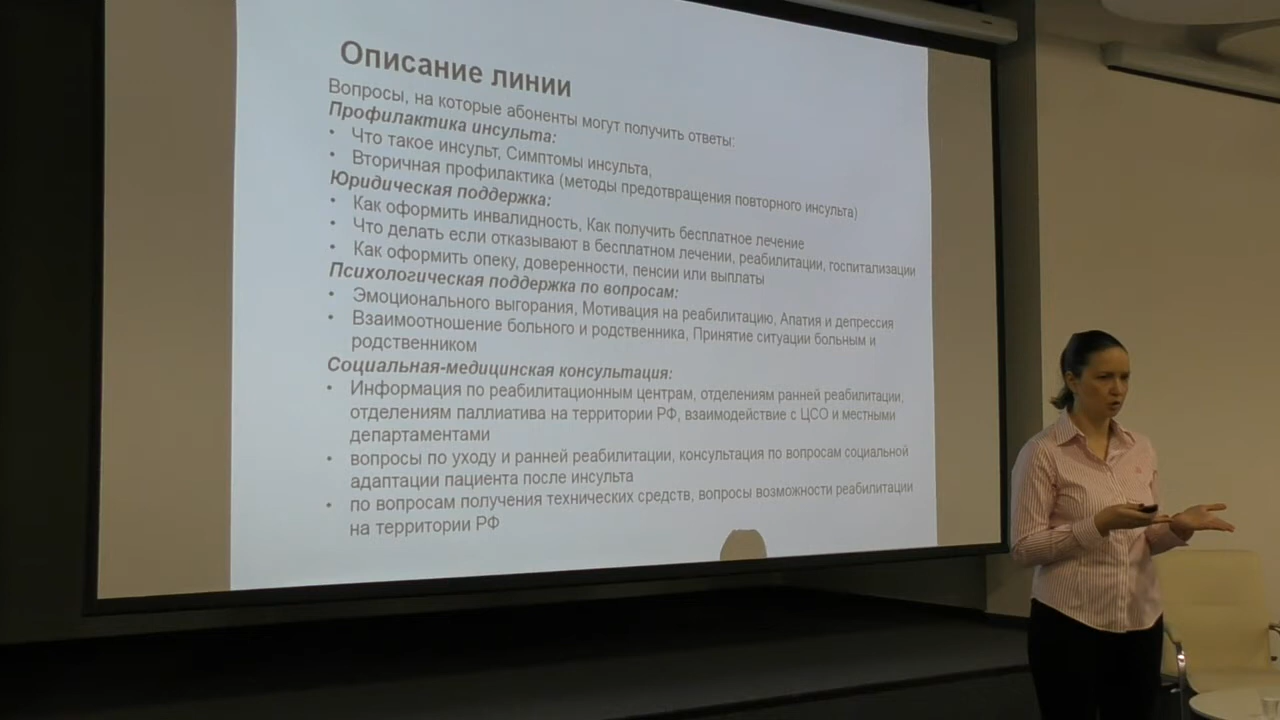 Описание линии
Вопросы, на которые абоненты могут получить ответы:
Профилактика инсульта:
• Что такое инсульт, Симптомы инсульта,
• Вторичная профилактика (методы предотвращения повторного инсульта)
Юридическая поддержка:
• Как оформить инвалидность, Как получить бесплатное лечение
• Что делать если отказывают в бесплатном лечении, реабилитации, госпитализации
• Как оформить опеку, доверенности, пенсии или выплаты
Психологическая поддержка по вопросам:
• Эмоционального выгорания, Мотивация на реабилитацию, Апатия и депрессия
• Взаимоотношение больного и родственника, Принятие ситуации больным и
родственником
Социальная-медицинская консультация:
• Информация по реабилитационным центрам, отделениям ранней реабилитации,
отделениям паллиатива на территории РФ, взаимодействие с ЦСО и местными
департаментами
• вопросы по уходу и ранней реабилитации, консультация по вопросам социальной
адаптации пациента после инсульта
• по вопросам получения технических средств, вопросы возможности реабилитации
на территории РФ